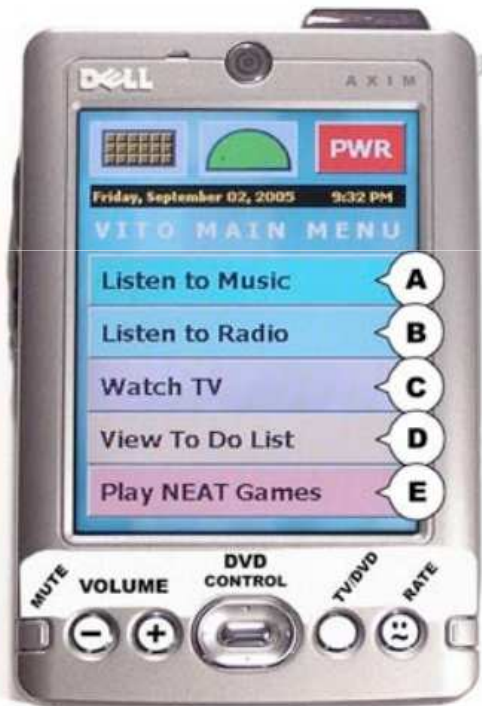 DELL
AXIM
PWR
Friday, September 02, 2005 9:32 PM
VITO MAIN MENU
Listen to Music A
Listen to Radio B
Watch TV C
View To Do List D
Play NEAT Games E
MUTE
VOLUME
DVD
CONTROL
TV/DVD
RATE